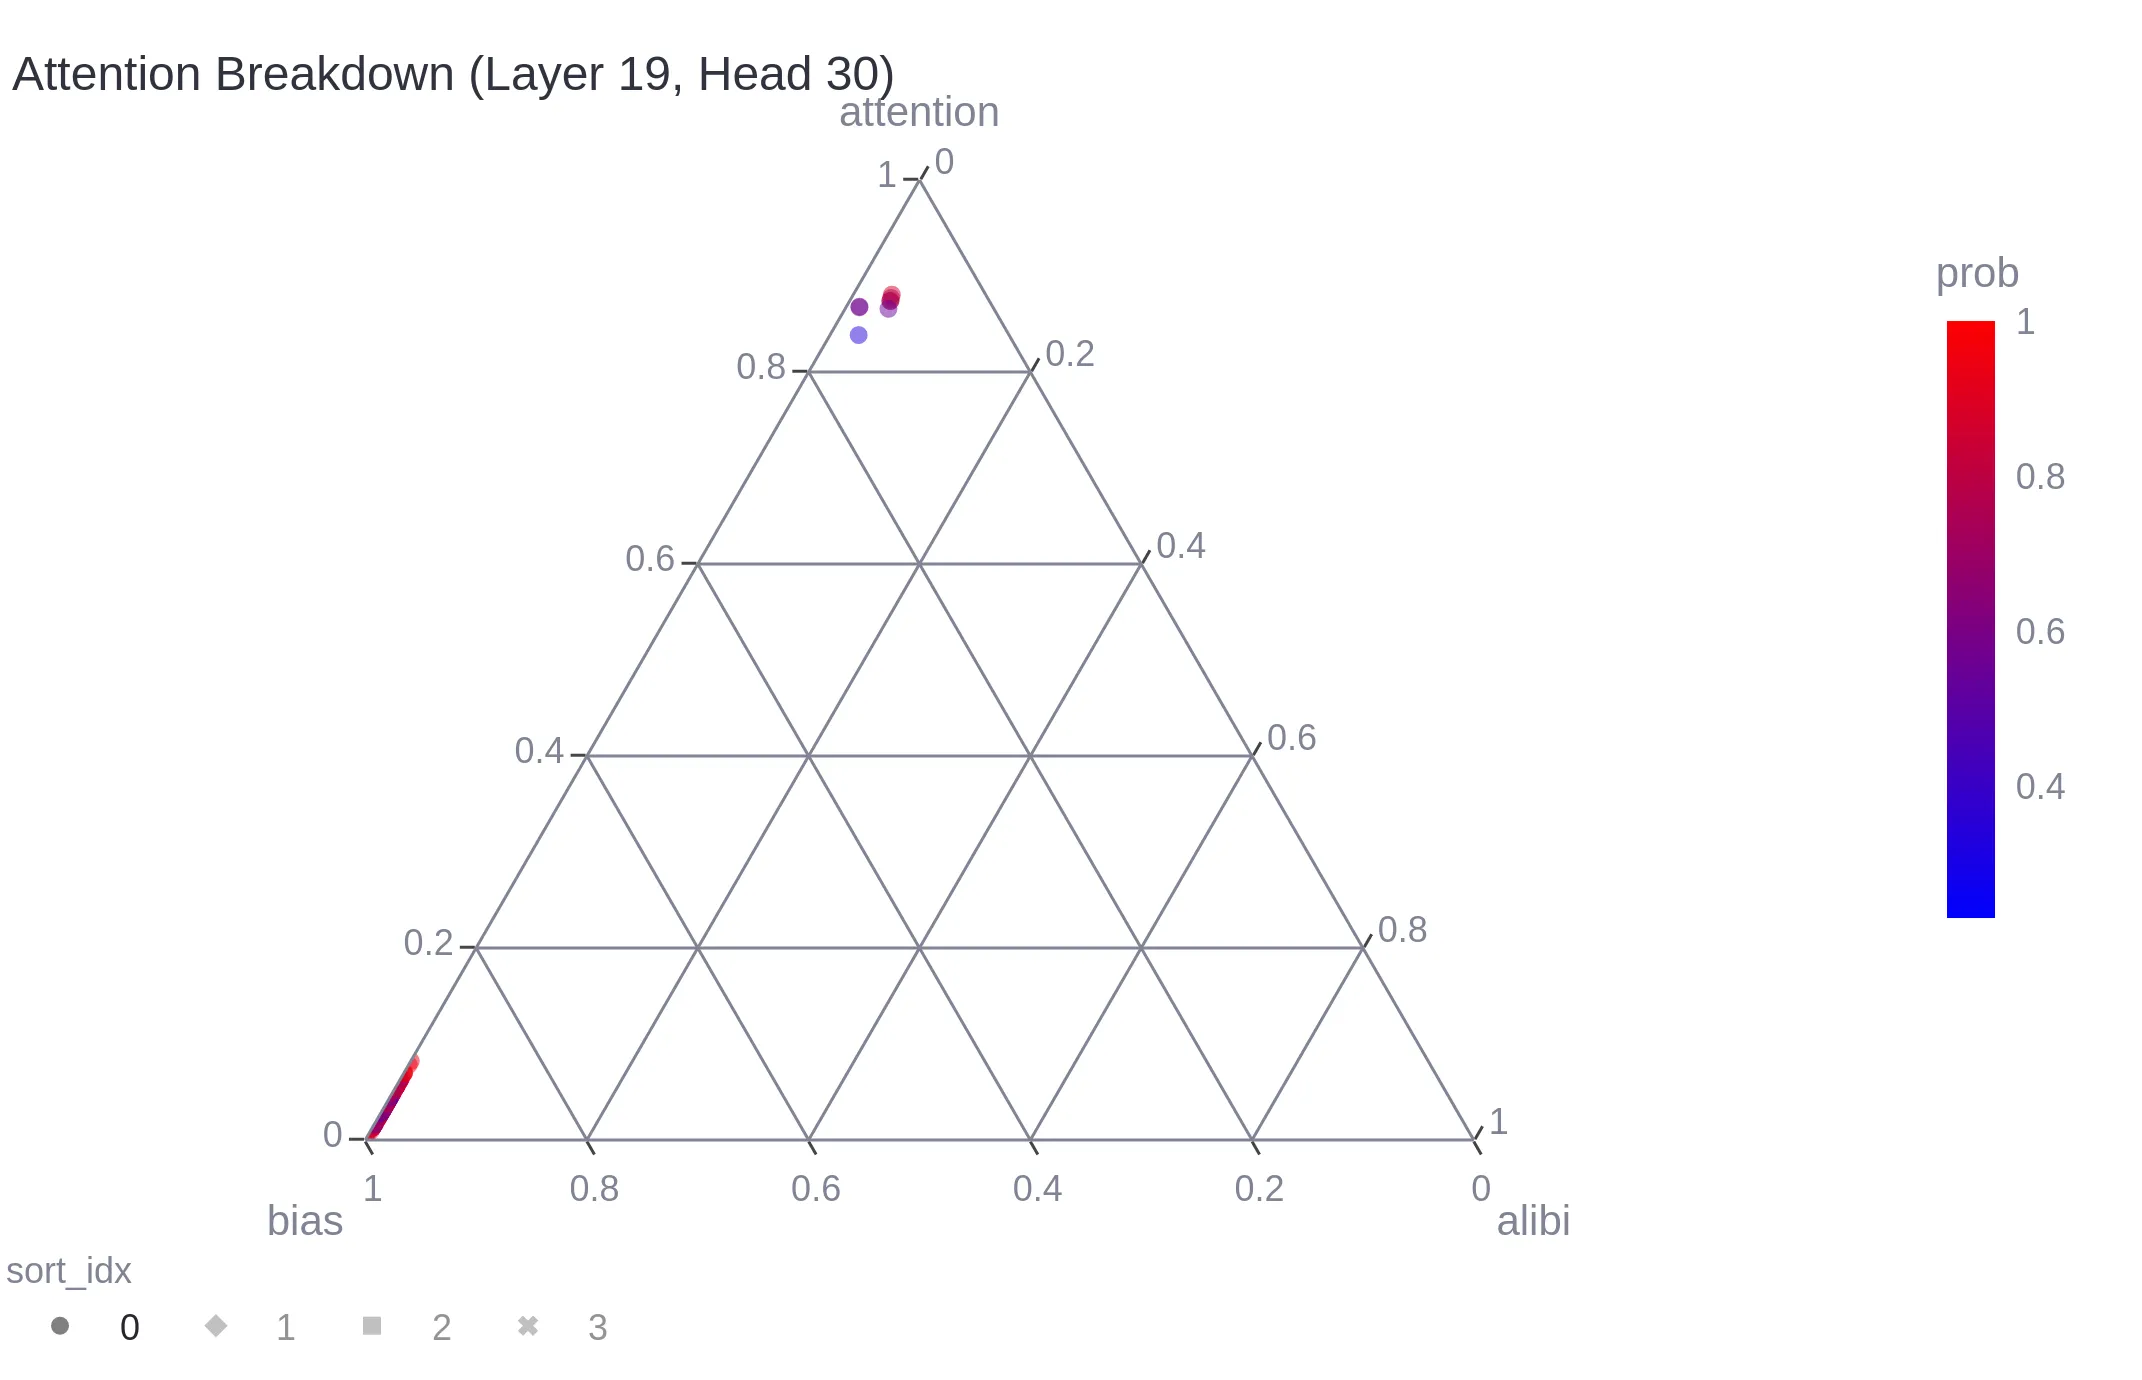 Attention Breakdown (Layer 19, Head 30)
attention
1 0
prob
1
0.8 0.2
0.8
0.6 0.4
0.6
0.4 0.6
0.4
0.2 0.8
0 1
1 0.8 0.6 0.4 0.2 0
bias alibi
sort_idx
0 1 2 3